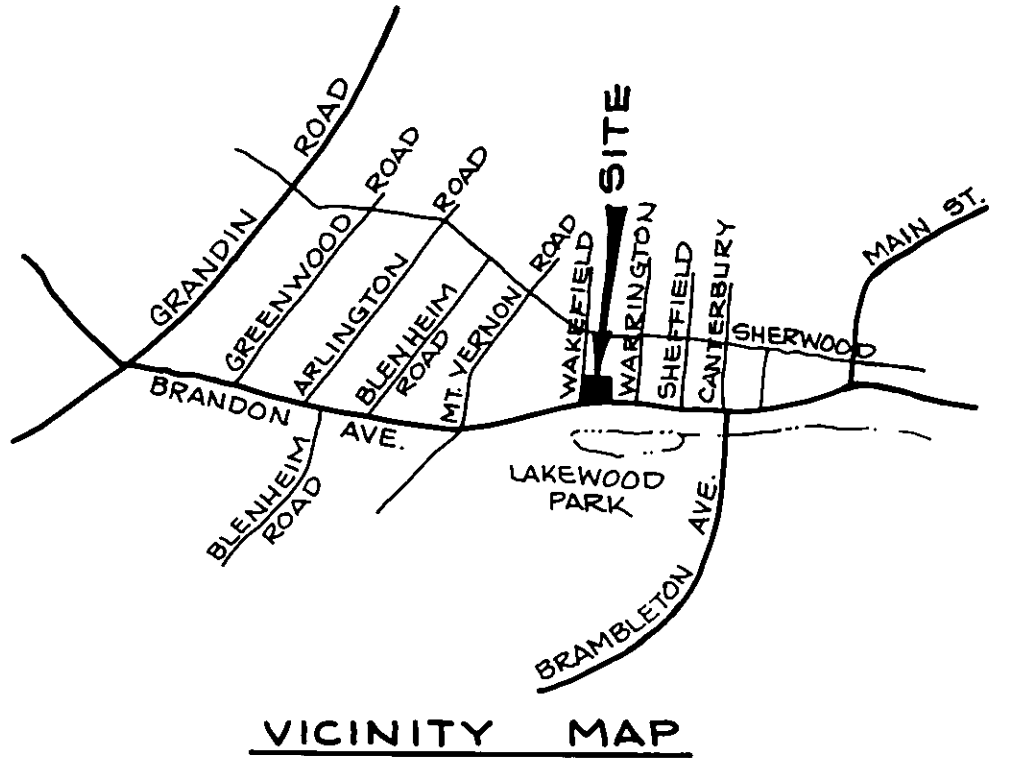 GRANDIN ROAD
GREENWOOD ROAD
ARLINGTON ROAD
BLENHEIM
ROAD
MT. VERNON ROAD
SITE
WAKEFIELD
WARRINGTON
SHEFFIELD
CANTERBURY
MAIN ST.
SHERWOOD
BRANDON AVE.
BLENHEIM
ROAD
LAKEWOOD
PARK
BRAMBLETON AVE.
VICINITY MAP